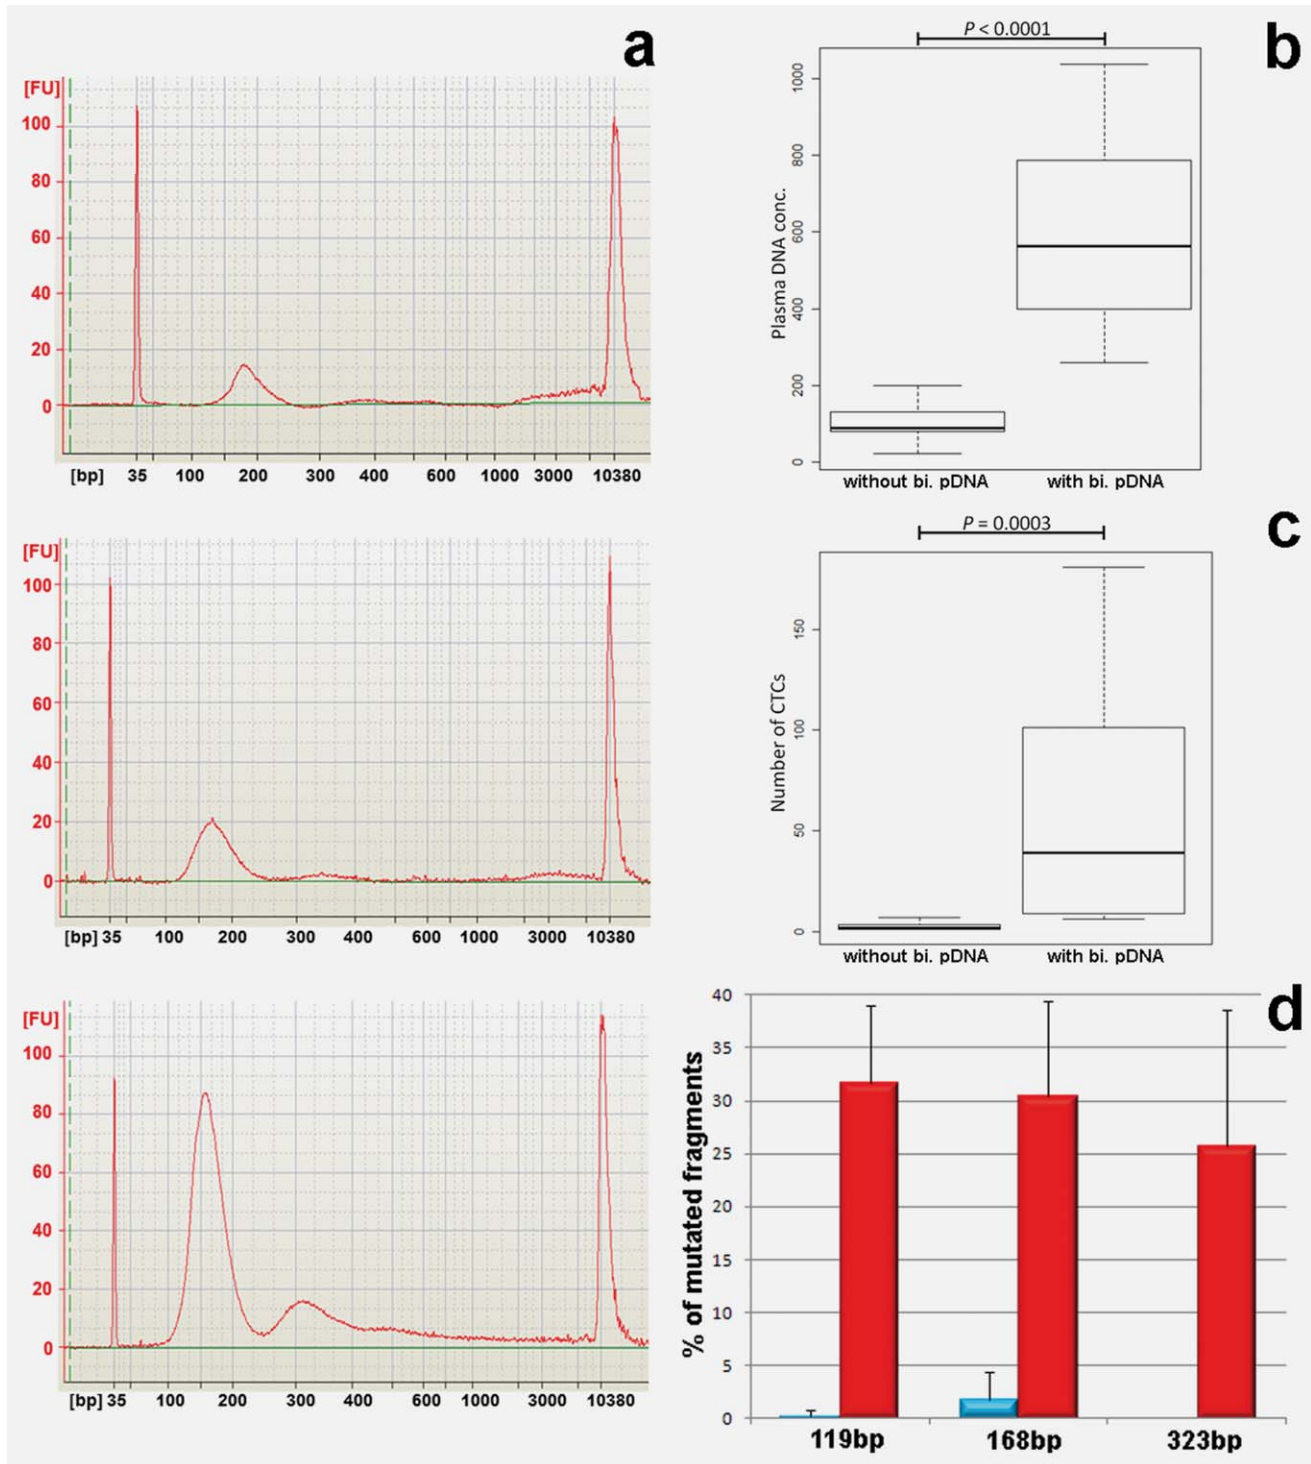 a
[FU]
100
80
60
40
20
0
[bp] 35 100 200 300 400 600 1000 3000 10380
[FU]
100
80
60
40
20
0
[bp] 35 100 200 300 400 600 1000 3000 10380
[FU]
100
80
60
40
20
0
[bp] 35 100 200 300 400 600 1000 3000 10380
b
P < 0.0001
Plasma DNA conc.
1000
800
600
400
200
0
without bi. pDNA with bi. pDNA
c
P = 0.0003
Number of CTCs
150
100
50
0
without bi. pDNA with bi. pDNA
d
% of mutated fragments
40
35
30
25
20
15
10
5
0
119bp 168bp 323bp